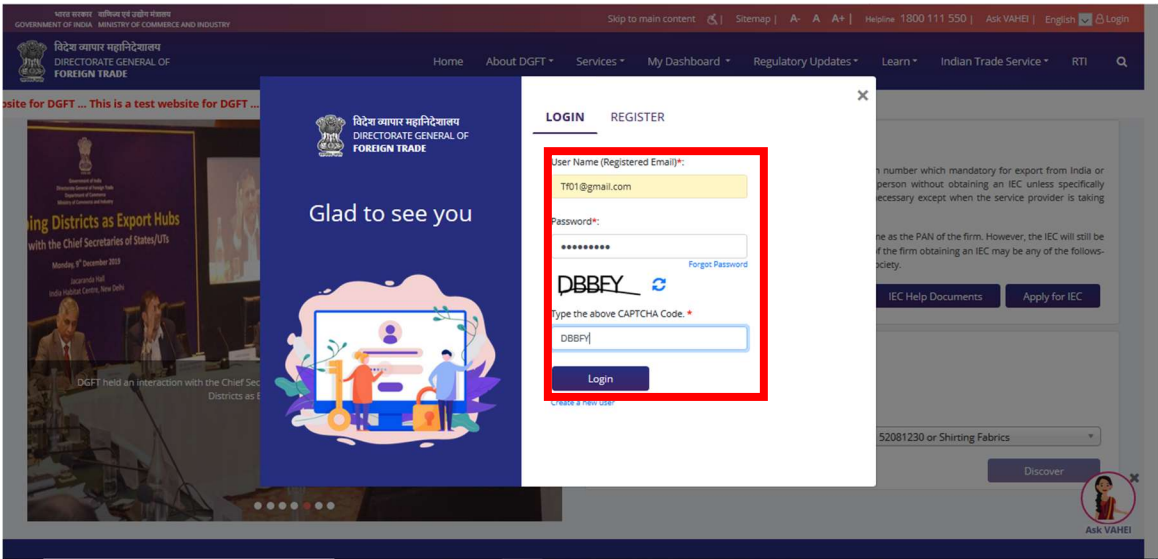 भारत सरकार वाणिज्य एवं उद्योग मंत्रालय
GOVERNMENT OF INDIA MINISTRY OF COMMERCE AND INDUSTRY
Skip to main content | Sitemap | A- A A+ | Helpline 1800 111 550 | Ask VAHEI | English Login
विदेश व्यापार महानिदेशालय
DIRECTORATE GENERAL OF
FOREIGN TRADE
Home About DGFT Services My Dashboard Regulatory Updates Learn Indian Trade Service RTI
site for DGFT ... This is a test website for DGFT ...
ing Districts as Export Hubs
with the Chief Secretaries of States/UTs
Monday, 9th December 2019
Jacaranda Hall
India Habitat Centre, New Delhi
DGFT held an interaction with the Chief Sec
Districts as E
विदेश व्यापार महानिदेशालय
DIRECTORATE GENERAL OF
FOREIGN TRADE
Glad to see you
×
LOGIN REGISTER
User Name (Registered Email)*:
Tf01@gmail.com
Password*:
•••••••••
Forgot Password
DBBFY
Type the above CAPTCHA Code. *
DBBFY
Login
Create a new user
n number which mandatory for export from India or
person without obtaining an IEC unless specifically
necessary except when the service provider is taking
me as the PAN of the firm. However, the IEC will still be
of the firm obtaining an IEC may be any of the follows-
ociety.
IEC Help Documents Apply for IEC
52081230 or Shirting Fabrics
Discover
Ask VAHEI